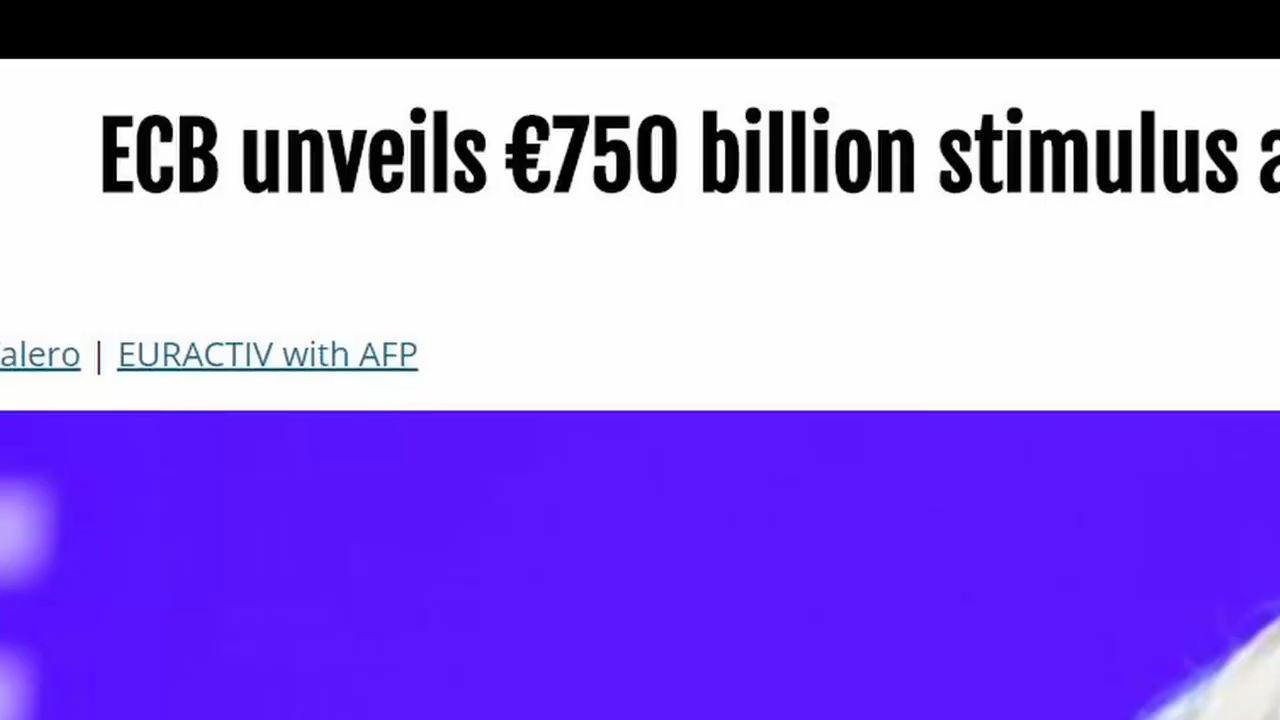 ECB unveils €750 billion stimulus a
alero | EURACTIV with AFP